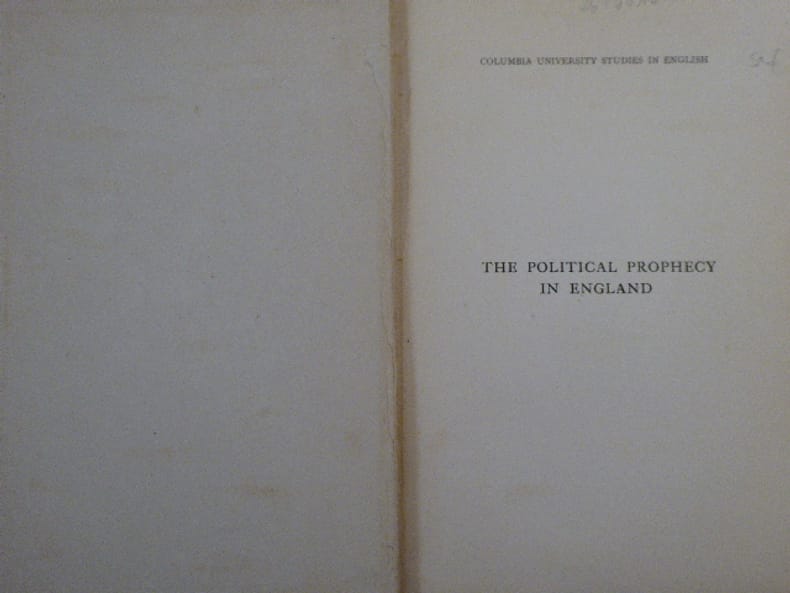 COLUMBIA UNIVERSITY STUDIES IN ENGLISH
THE POLITICAL PROPHECY
IN ENGLAND